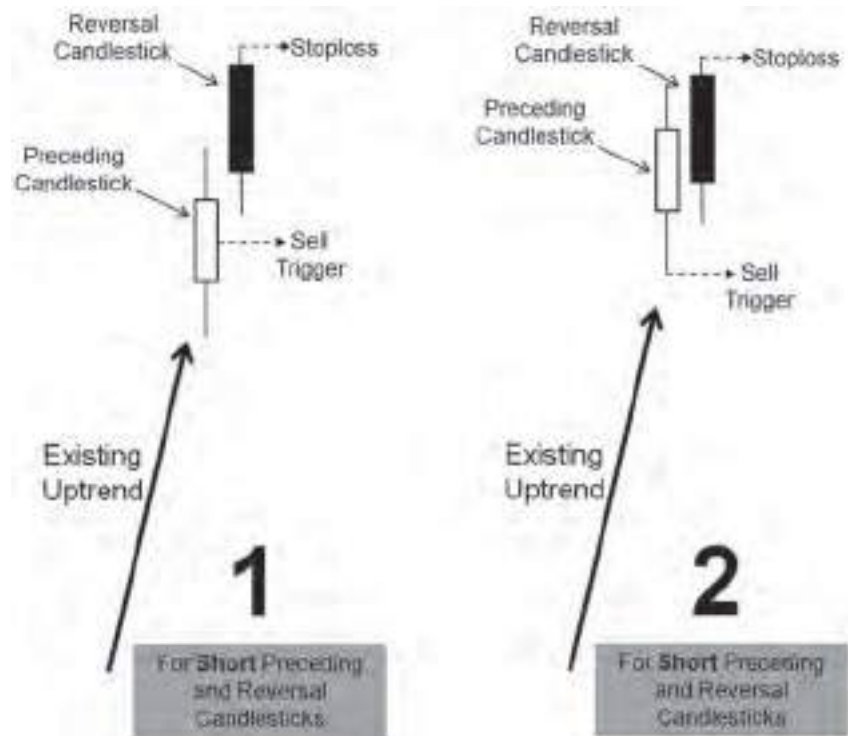 Reversal
Candlestick
Stoploss
Preceding
Candlestick
Sell
Trigger
Existing
Uptrend
1
For Short Preceding
and Reversal
Candlesticks
Reversal
Candlestick
Stoploss
Preceding
Candlestick
Sell
Trigger
Existing
Uptrend
2
For Short Preceding
and Reversal
Candlesticks